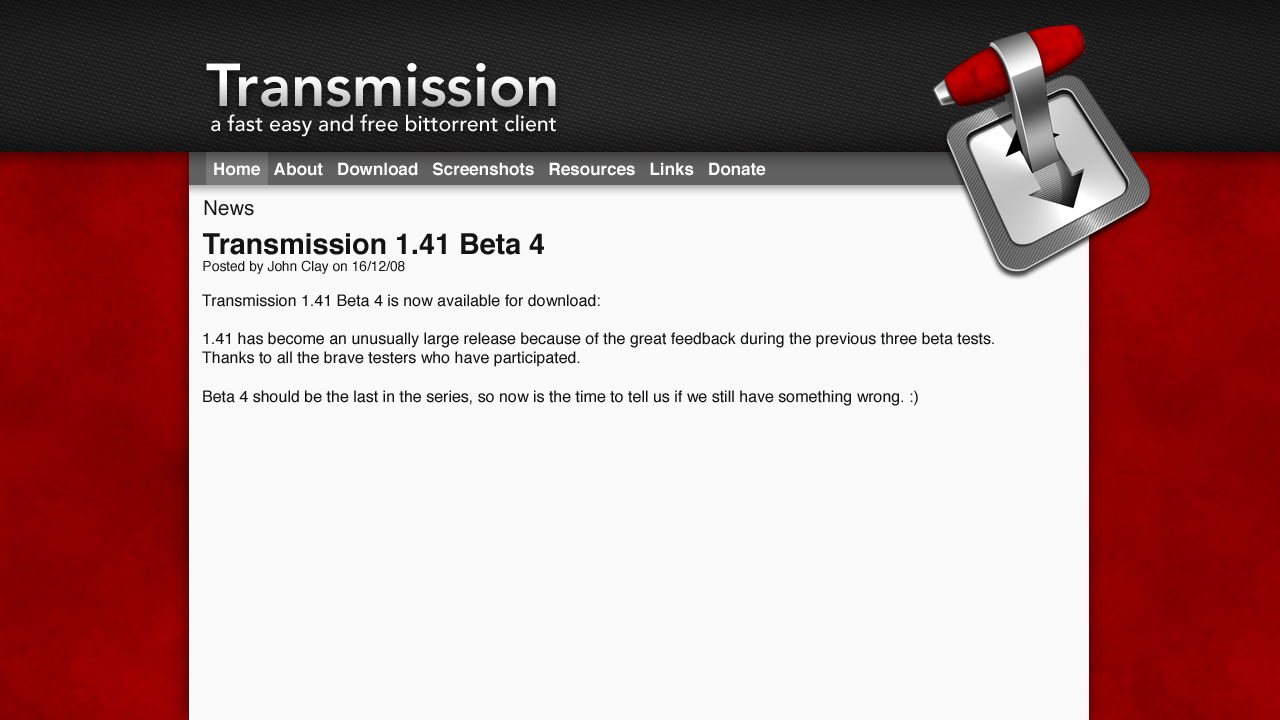 Transmission
a fast easy and free bittorrent client
Home About Download Screenshots Resources Links Donate
News
Transmission 1.41 Beta 4
Posted by John Clay on 16/12/08
Transmission 1.41 Beta 4 is now available for download:
1.41 has become an unusually large release because of the great feedback during the previous three beta tests.
Thanks to all the brave testers who have participated.
Beta 4 should be the last in the series, so now is the time to tell us if we still have something wrong. :)